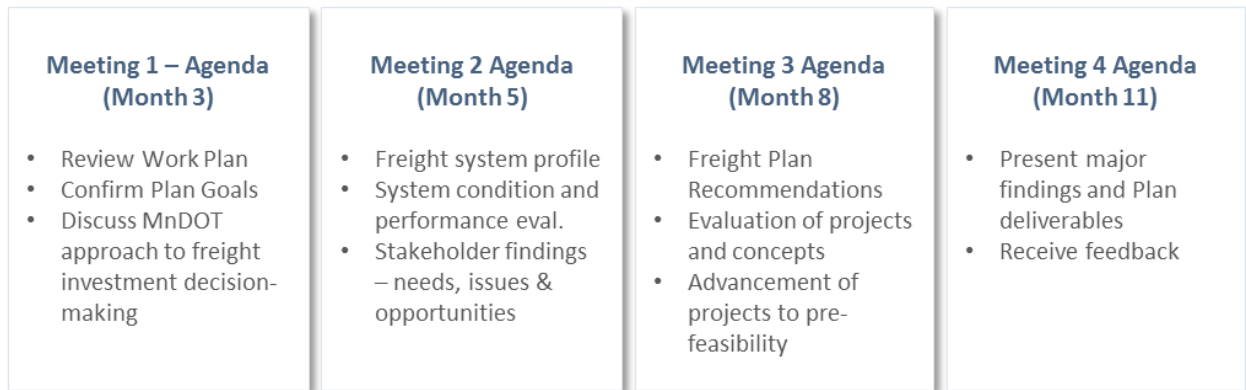 Meeting 1 – Agenda
(Month 3)
• Review Work Plan
• Confirm Plan Goals
• Discuss MnDOT
approach to freight
investment decision-
making
Meeting 2 Agenda
(Month 5)
• Freight system profile
• System condition and
performance eval.
• Stakeholder findings
– needs, issues &
opportunities
Meeting 3 Agenda
(Month 8)
• Freight Plan
Recommendations
• Evaluation of projects
and concepts
• Advancement of
projects to pre-
feasibility
Meeting 4 Agenda
(Month 11)
• Present major
findings and Plan
deliverables
• Receive feedback